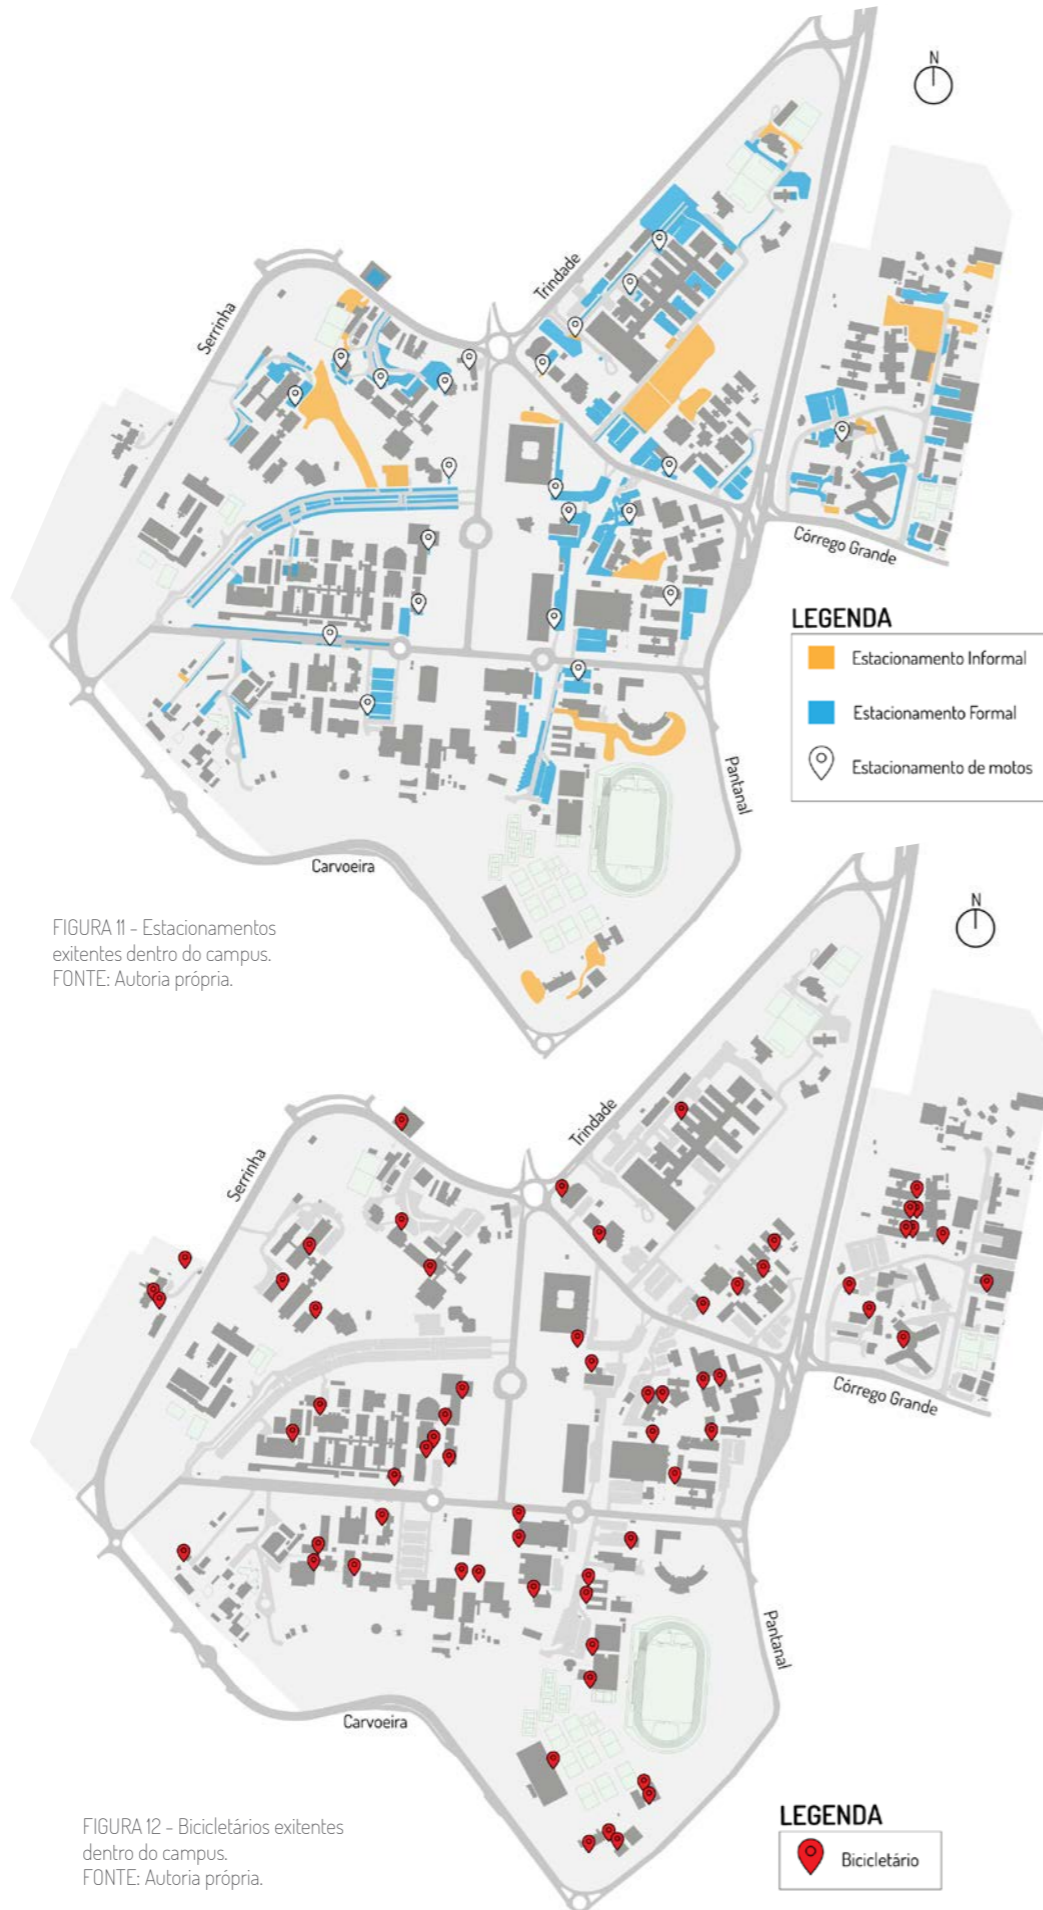 N
Trindade
Serrinha
Córrego Grande
LEGENDA
Estacionamento Informal
Estacionamento Formal
Estacionamento de motos
Pantanal
Carvoeira
FIGURA 11 - Estacionamentos
exitentes dentro do campus.
FONTE: Autoria própria.
N
Trindade
Serrinha
Córrego Grande
Pantanal
Carvoeira
FIGURA 12 - Bicicletários exitentes
dentro do campus.
FONTE: Autoria própria.
LEGENDA
Bicicletário